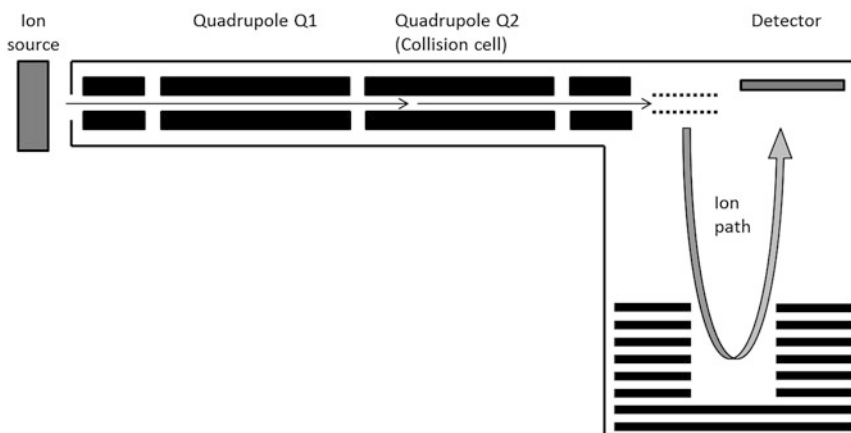 Ion
source
Quadrupole Q1
Quadrupole Q2
(Collision cell)
Detector
Ion
path